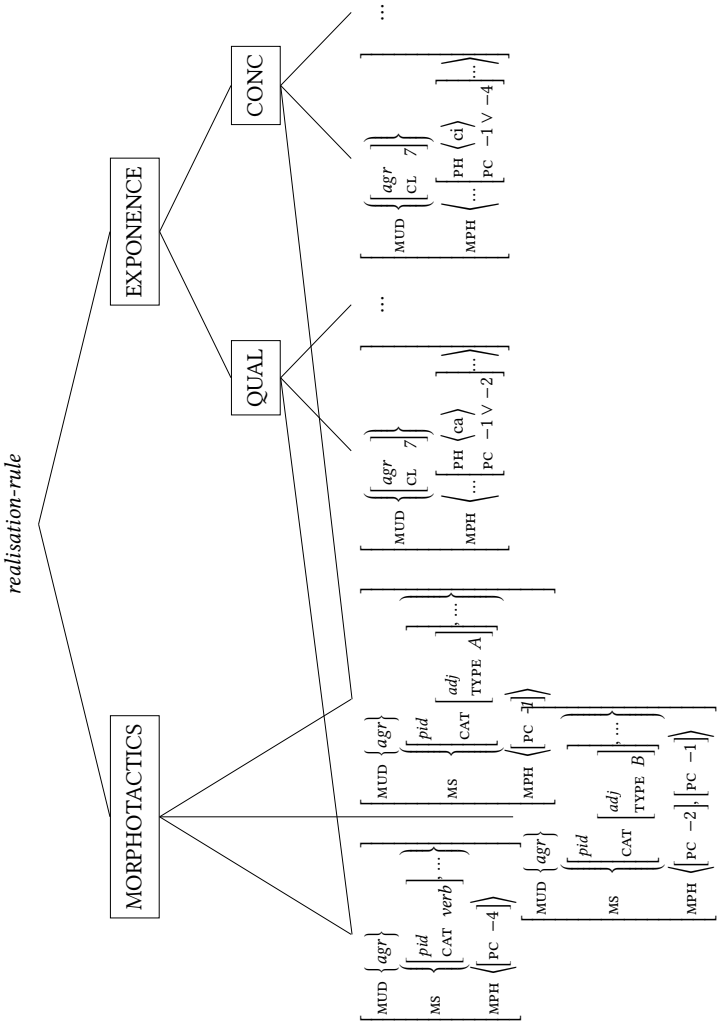 realisation-rule
MORPHOTACTICS
EXPONENCE
QUAL
CONC
MUD { agr }
MS { [ pid
CAT verb ] , … }
MPH ⟨ [ PC −4 ] ⟩
MUD { agr }
MS { [ pid
CAT [ adj
TYPE B ] ] , … }
MPH ⟨ [ PC −2 ] , [ PC −1 ] ⟩
MUD { agr }
MS { [ pid
CAT [ adj
TYPE A ] ] , … }
MPH ⟨ [ PC -1 ] ⟩
MUD { [ agr
CL 7 ] }
MPH ⟨ … [ PH ⟨ ca ⟩
PC −1 ∨ −2 ] … ⟩
…
MUD { [ agr
CL 7 ] }
MPH ⟨ … [ PH ⟨ ci ⟩
PC −1 ∨ −4 ] … ⟩
…